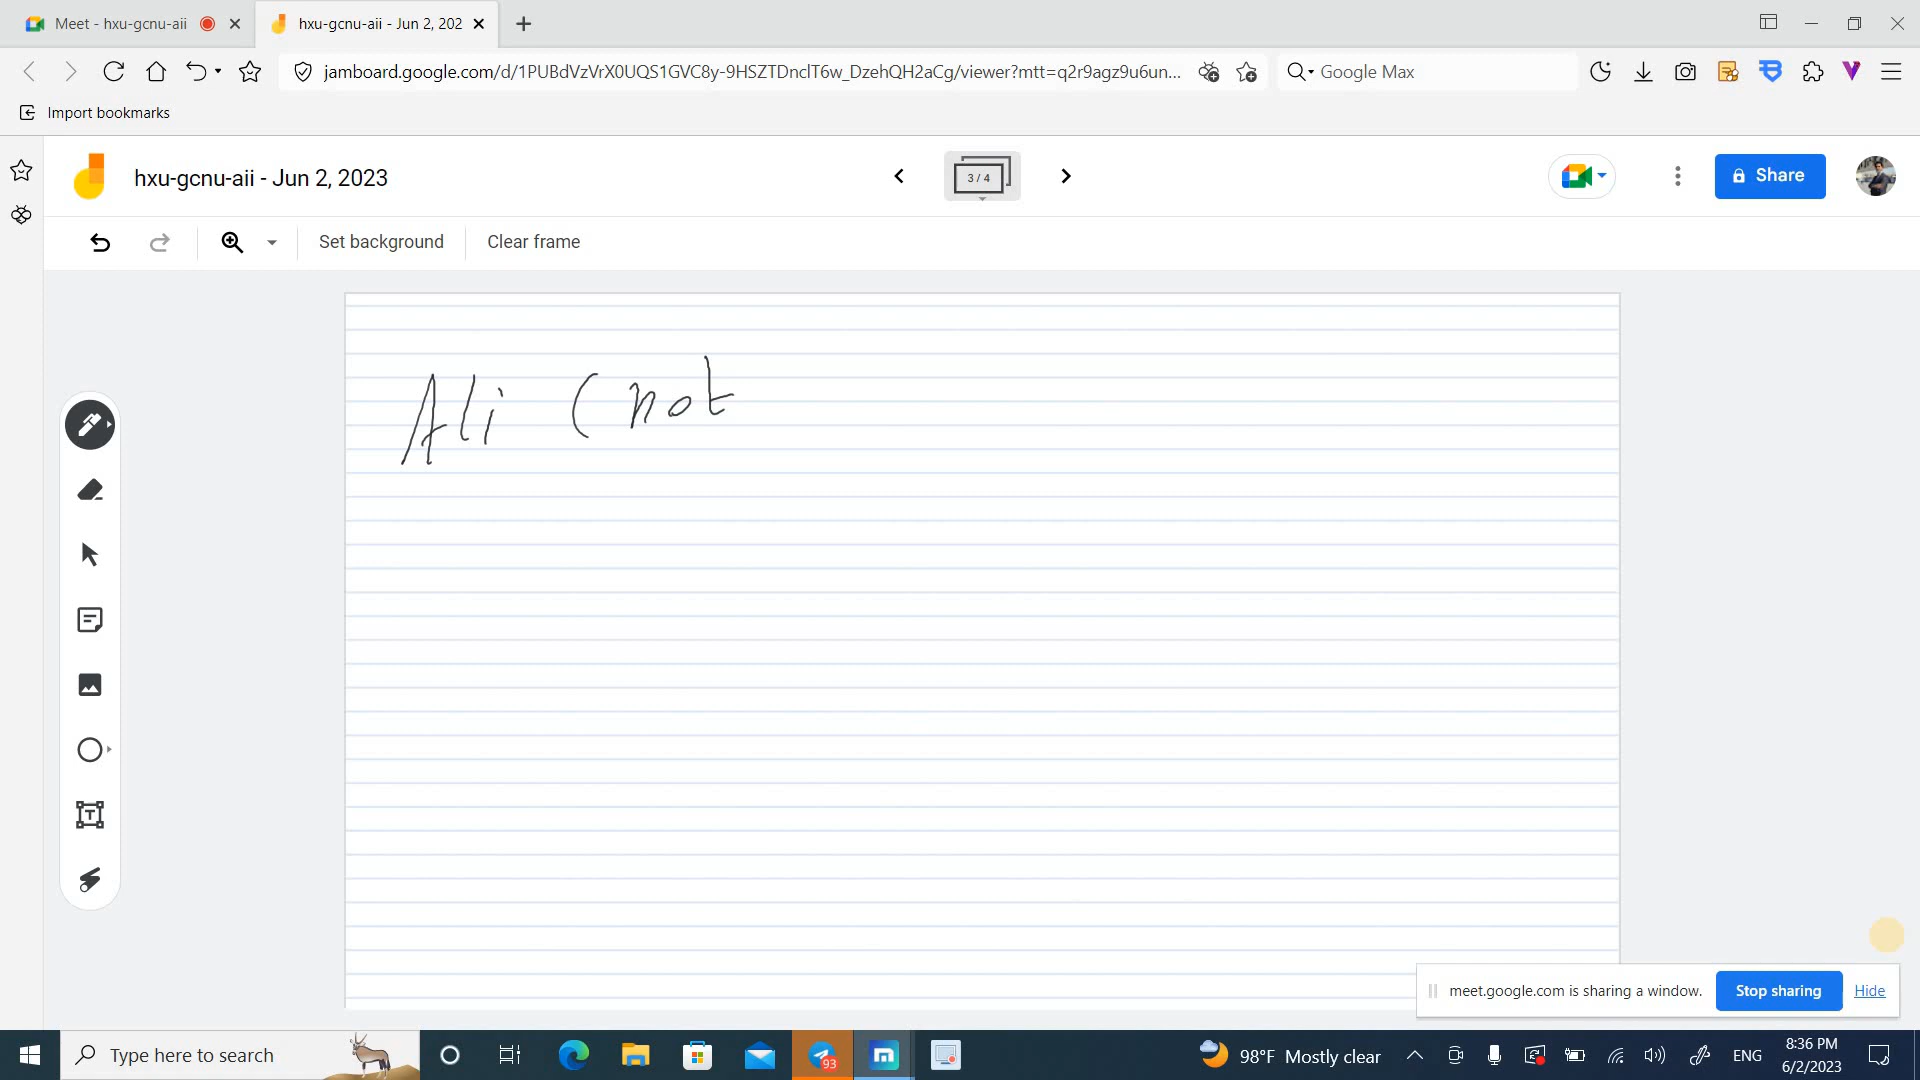 Meet - hxu-gcnu-aii
hxu-gcnu-aii - Jun 2, 202
jamboard.google.com/d/1PUBdVzVrX0UQS1GVC8y-9HSZTDnclT6w_DzehQH2aCg/viewer?mtt=q2r9agz9u6un...
Google Max
Import bookmarks
hxu-gcnu-aii - Jun 2, 2023
3 / 4
Share
Set background
Clear frame
Ali ( not
meet.google.com is sharing a window.
Stop sharing
Hide
Type here to search
93
98°F Mostly clear
ENG
8:36 PM
6/2/2023